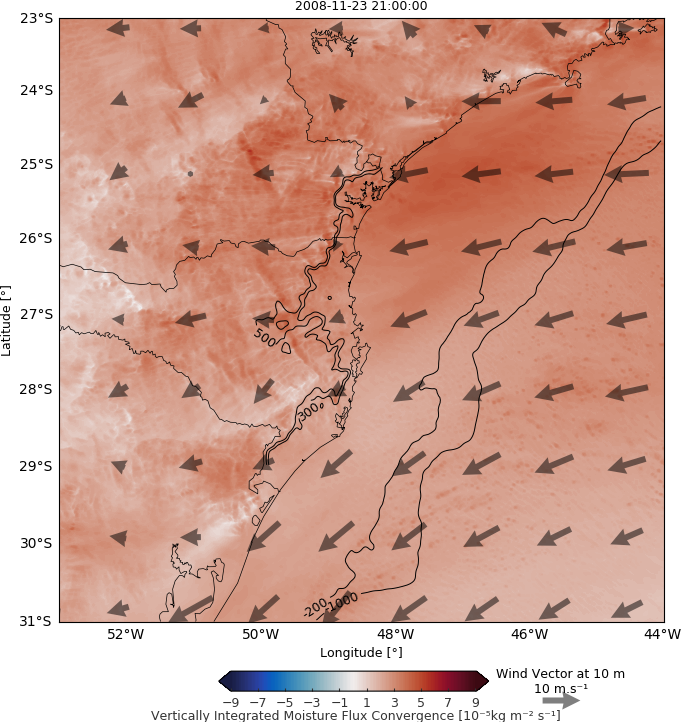 2008-11-23 21:00:00
23°S
24°S
25°S
26°S
27°S
28°S
29°S
30°S
31°S
Latitude [°]
500
300
-200
-1000
52°W 50°W 48°W 46°W 44°W
Longitude [°]
Wind Vector at 10 m
10 m.s⁻¹
−9 −7 −5 −3 −1 1 3 5 7 9
Vertically Integrated Moisture Flux Convergence [10⁻⁵kg m⁻² s⁻¹]